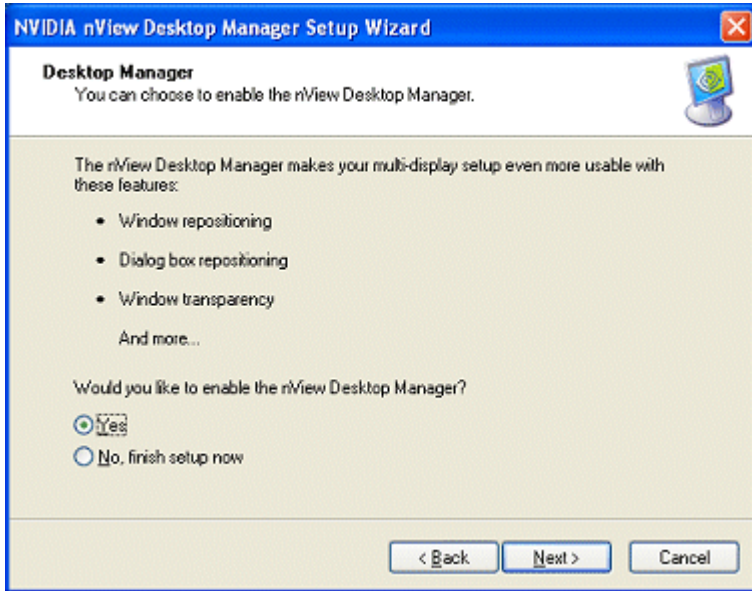 NVIDIA nView Desktop Manager Setup Wizard
Desktop Manager
You can choose to enable the nView Desktop Manager.
The nView Desktop Manager makes your multi-display setup even more usable with
these features:
• Window repositioning
• Dialog box repositioning
• Window transparency
And more...
Would you like to enable the nView Desktop Manager?
Yes
No, finish setup now
< Back Next > Cancel